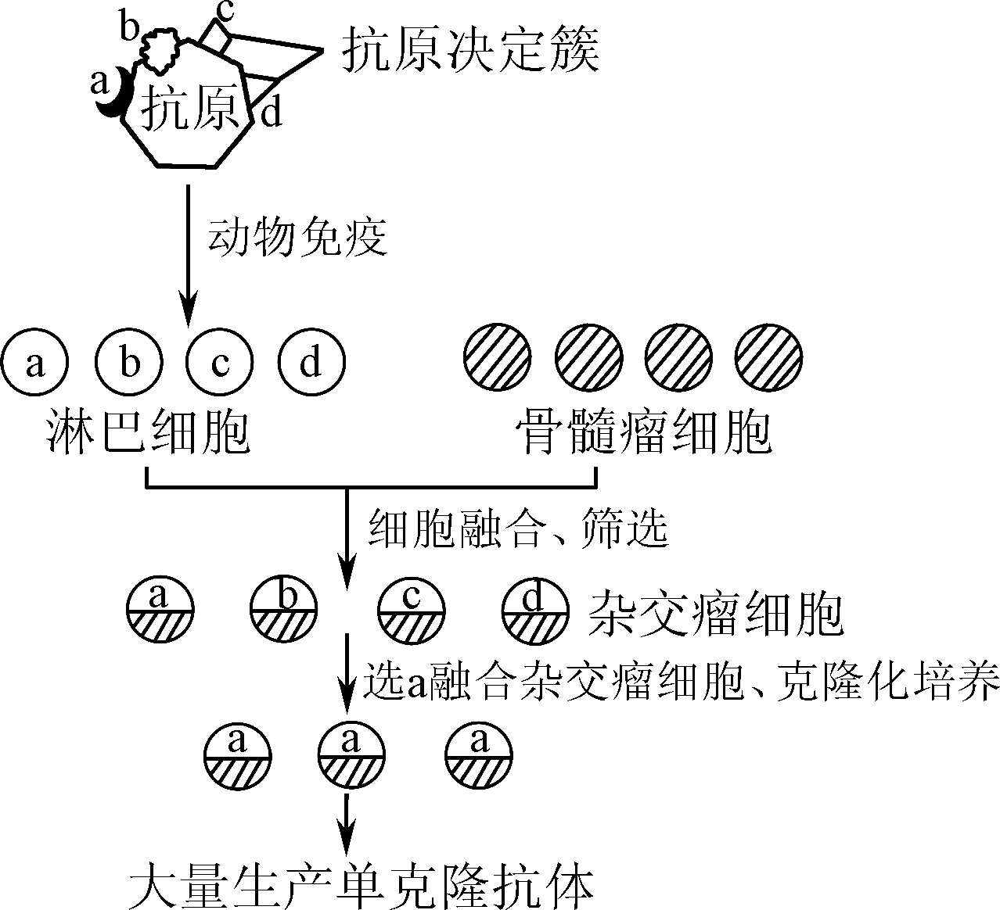 c
b
抗原决定簇
a
抗原
d
动物免疫
a b c d
淋巴细胞 骨髓瘤细胞
细胞融合、筛选
a b c d 杂交瘤细胞
选a融合杂交瘤细胞、克隆化培养
a a a
大量生产单克隆抗体